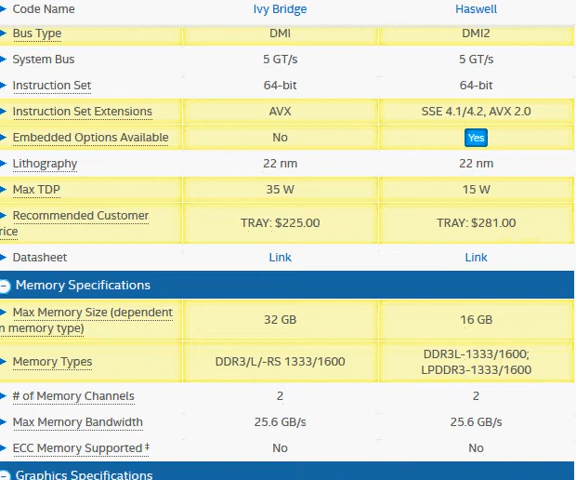 Code Name Ivy Bridge Haswell
Bus Type DMI DMI2
System Bus 5 GT/s 5 GT/s
Instruction Set 64-bit 64-bit
Instruction Set Extensions AVX SSE 4.1/4.2, AVX 2.0
Embedded Options Available No Yes
Lithography 22 nm 22 nm
Max TDP 35 W 15 W
Recommended Customer
rice TRAY: $225.00 TRAY: $281.00
Datasheet Link Link
Memory Specifications
Max Memory Size (dependent
n memory type) 32 GB 16 GB
Memory Types DDR3/L/-RS 1333/1600 DDR3L-1333/1600;
LPDDR3-1333/1600
# of Memory Channels 2 2
Max Memory Bandwidth 25.6 GB/s 25.6 GB/s
ECC Memory Supported ‡ No No
Graphics Specifications